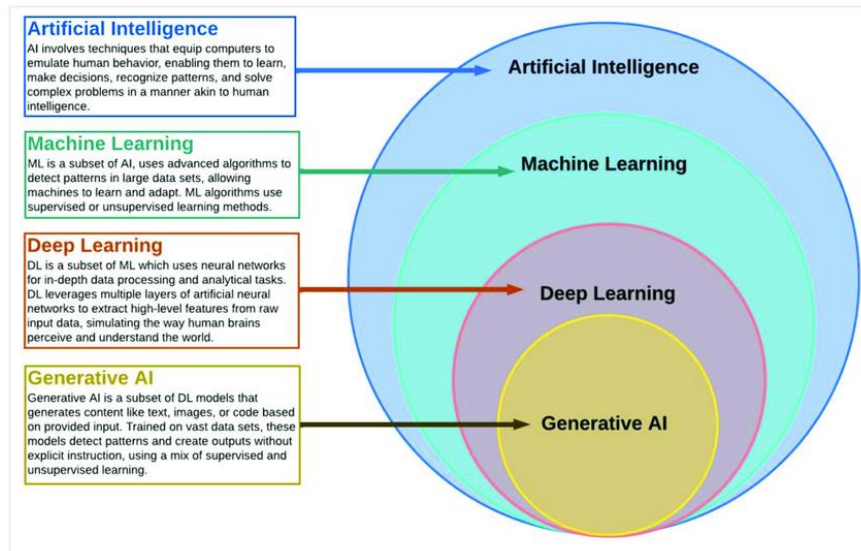 Artificial Intelligence
AI involves techniques that equip computers to
emulate human behavior, enabling them to learn,
make decisions, recognize patterns, and solve
complex problems in a manner akin to human
intelligence.
Machine Learning
ML is a subset of AI, uses advanced algorithms to
detect patterns in large data sets, allowing
machines to learn and adapt. ML algorithms use
supervised or unsupervised learning methods.
Deep Learning
DL is a subset of ML which uses neural networks
for in-depth data processing and analytical tasks.
DL leverages multiple layers of artificial neural
networks to extract high-level features from raw
input data, simulating the way human brains
perceive and understand the world.
Generative AI
Generative AI is a subset of DL models that
generates content like text, images, or code based
on provided input. Trained on vast data sets, these
models detect patterns and create outputs without
explicit instruction, using a mix of supervised and
unsupervised learning.
Artificial Intelligence
Machine Learning
Deep Learning
Generative AI